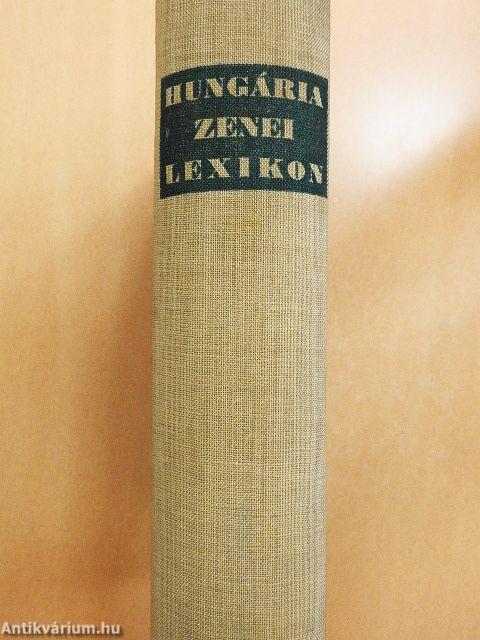 HUNGÁRIA
ZENEI
LEXIKON
Antikvárium.hu